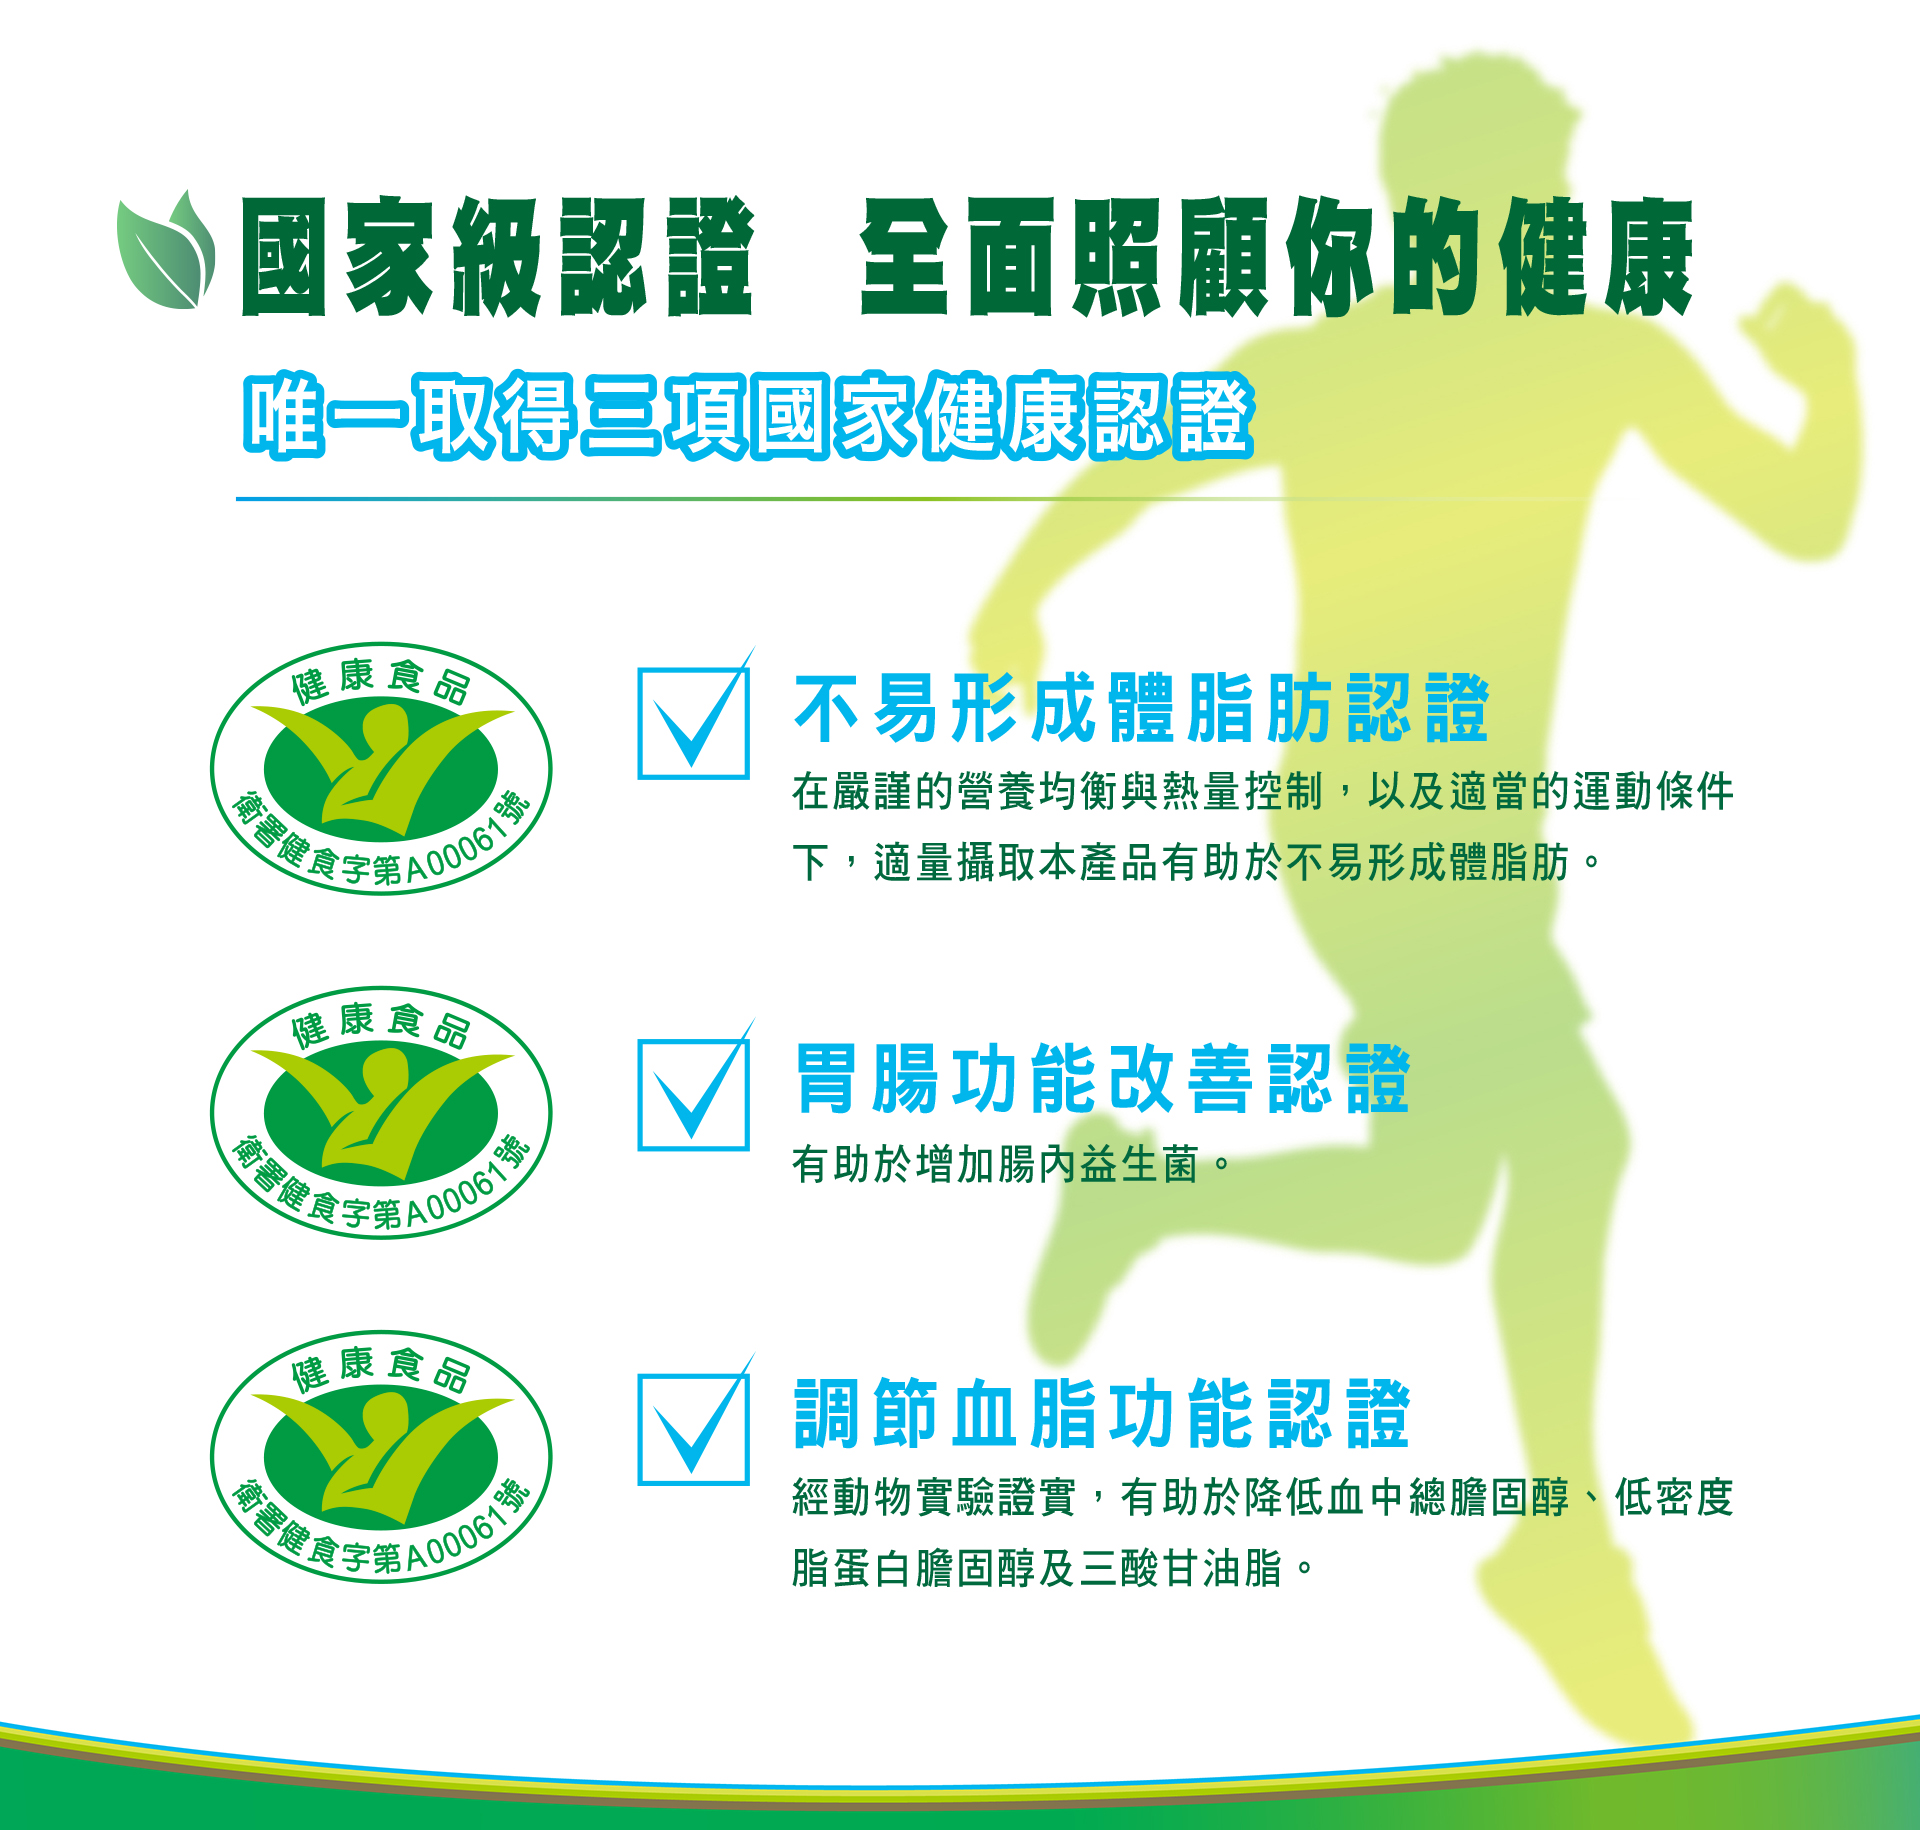 國家級認證　全面照顧你的健康
唯一取得三項國家健康認證
健康食品
衛署健食字第A00061號
不易形成體脂肪認證
在嚴謹的營養均衡與熱量控制，以及適當的運動條件
下，適量攝取本產品有助於不易形成體脂肪。
健康食品
衛署健食字第A00061號
胃腸功能改善認證
有助於增加腸內益生菌。
健康食品
衛署健食字第A00061號
調節血脂功能認證
經動物實驗證實，有助於降低血中總膽固醇、低密度
脂蛋白膽固醇及三酸甘油脂。